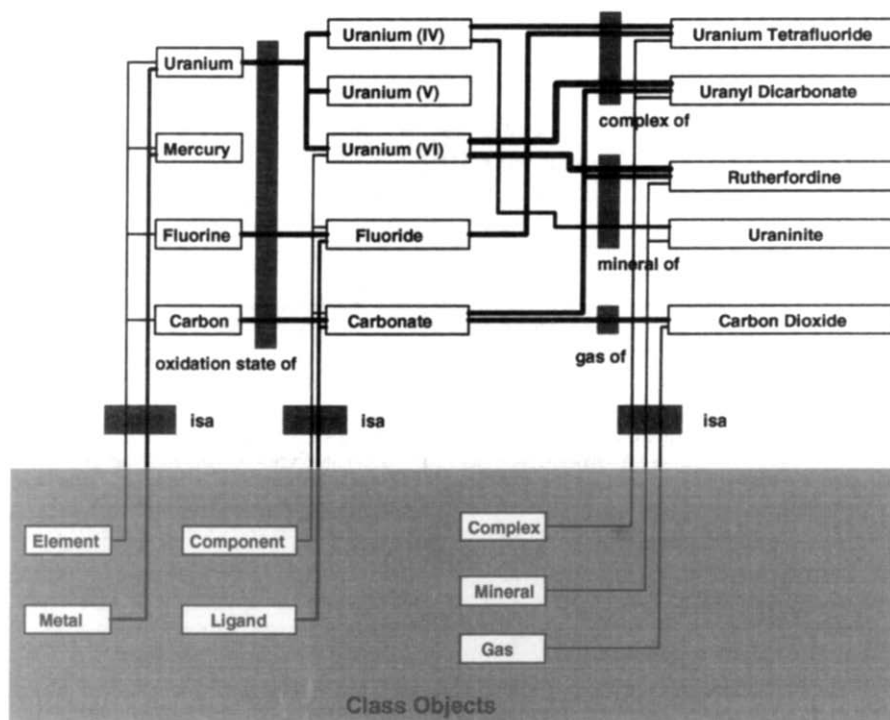 Uranium (IV)
Uranium Tetrafluoride
Uranium
Uranium (V)
Uranyl Dicarbonate
complex of
Mercury
Uranium (VI)
Rutherfordine
Fluorine
Fluoride
Uraninite
mineral of
Carbon
Carbonate
Carbon Dioxide
oxidation state of
gas of
isa
isa
isa
Element
Component
Complex
Metal
Ligand
Mineral
Gas
Class Objects